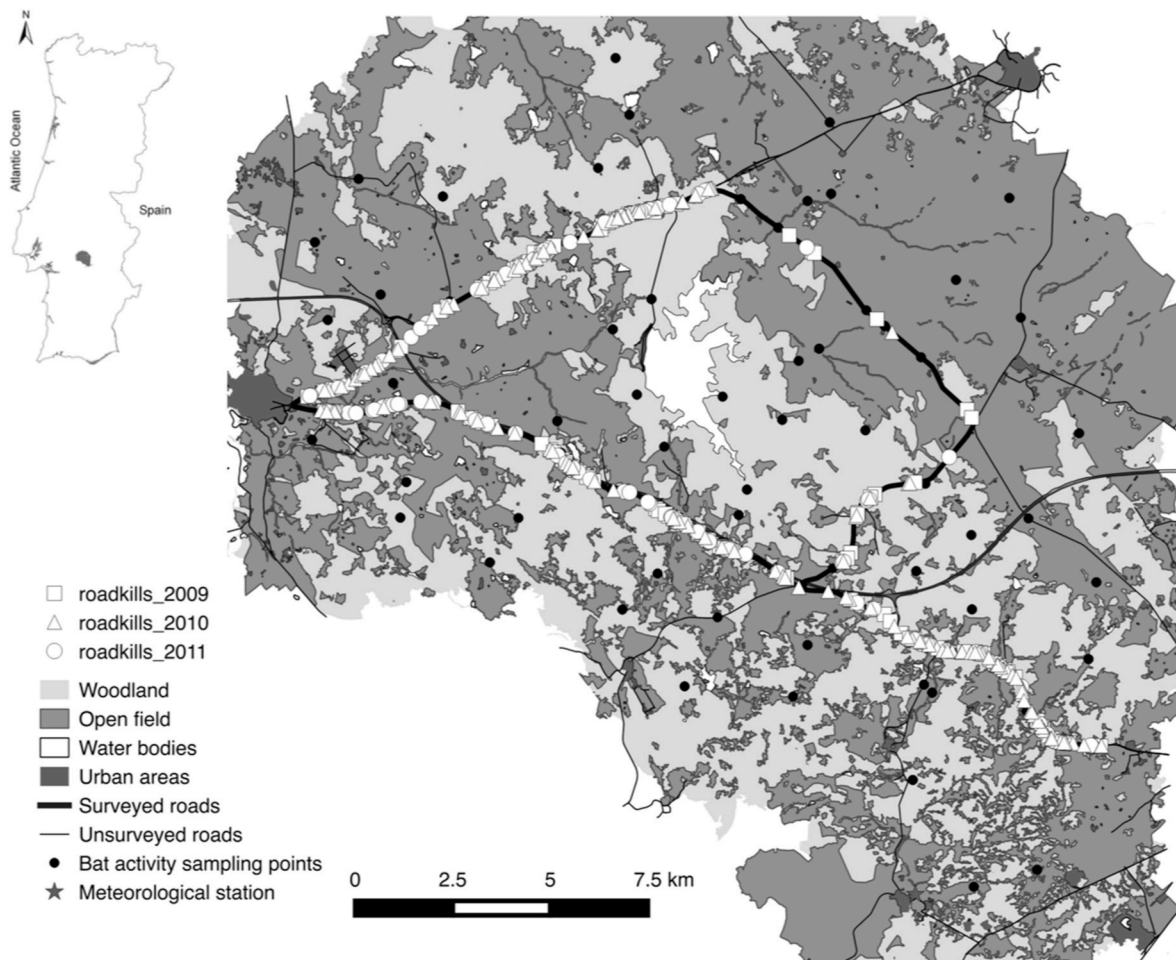 N
Atlantic Ocean
Spain
roadkills_2009
roadkills_2010
roadkills_2011
Woodland
Open field
Water bodies
Urban areas
Surveyed roads
Unsurveyed roads
Bat activity sampling points
Meteorological station
0 2.5 5 7.5 km